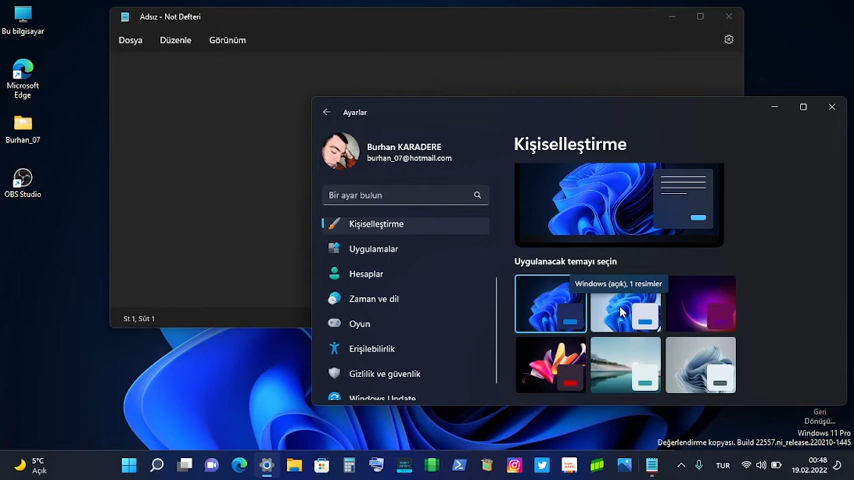 Bu bilgisayar
Microsoft
Edge
Burhan_07
OBS Studio
Adsız - Not Defteri
Dosya Düzenle Görünüm
St 1, Süt 1
Ayarlar
Burhan KARADERE
burhan_07@hotmail.com
Bir ayar bulun
Kişiselleştirme
Uygulamalar
Hesaplar
Zaman ve dil
Oyun
Erişilebilirlik
Gizlilik ve güvenlik
Windows Update
Kişiselleştirme
Uygulanacak temayı seçin
Windows (açık), 1 resimler
Geri
Dönüşü...
Windows 11 Pro
Değerlendirme kopyası. Build 22557.ni_release.220210-1445
5°C
Açık
TUR
00:48
19.02.2022